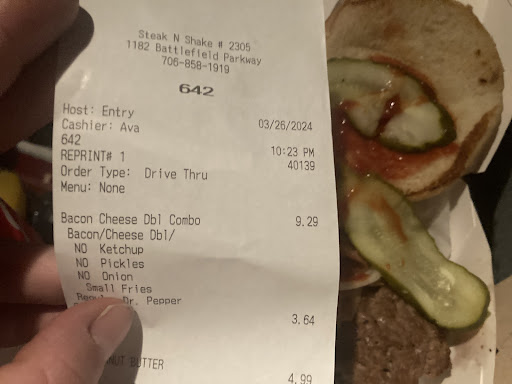 Steak N Shake # 2305
1182 Battlefield Parkway
706-858-1919
642
Host: Entry 03/26/2024
Cashier: Ava
642 10:23 PM
REPRINT# 1 40139
Order Type: Drive Thru
Menu: None
Bacon Cheese Dbl Combo 9.29
Bacon/Cheese Dbl/
NO Ketchup
NO Pickles
NO Onion
Small Fries
Dr. Pepper
3.64
BUTTER
4.99